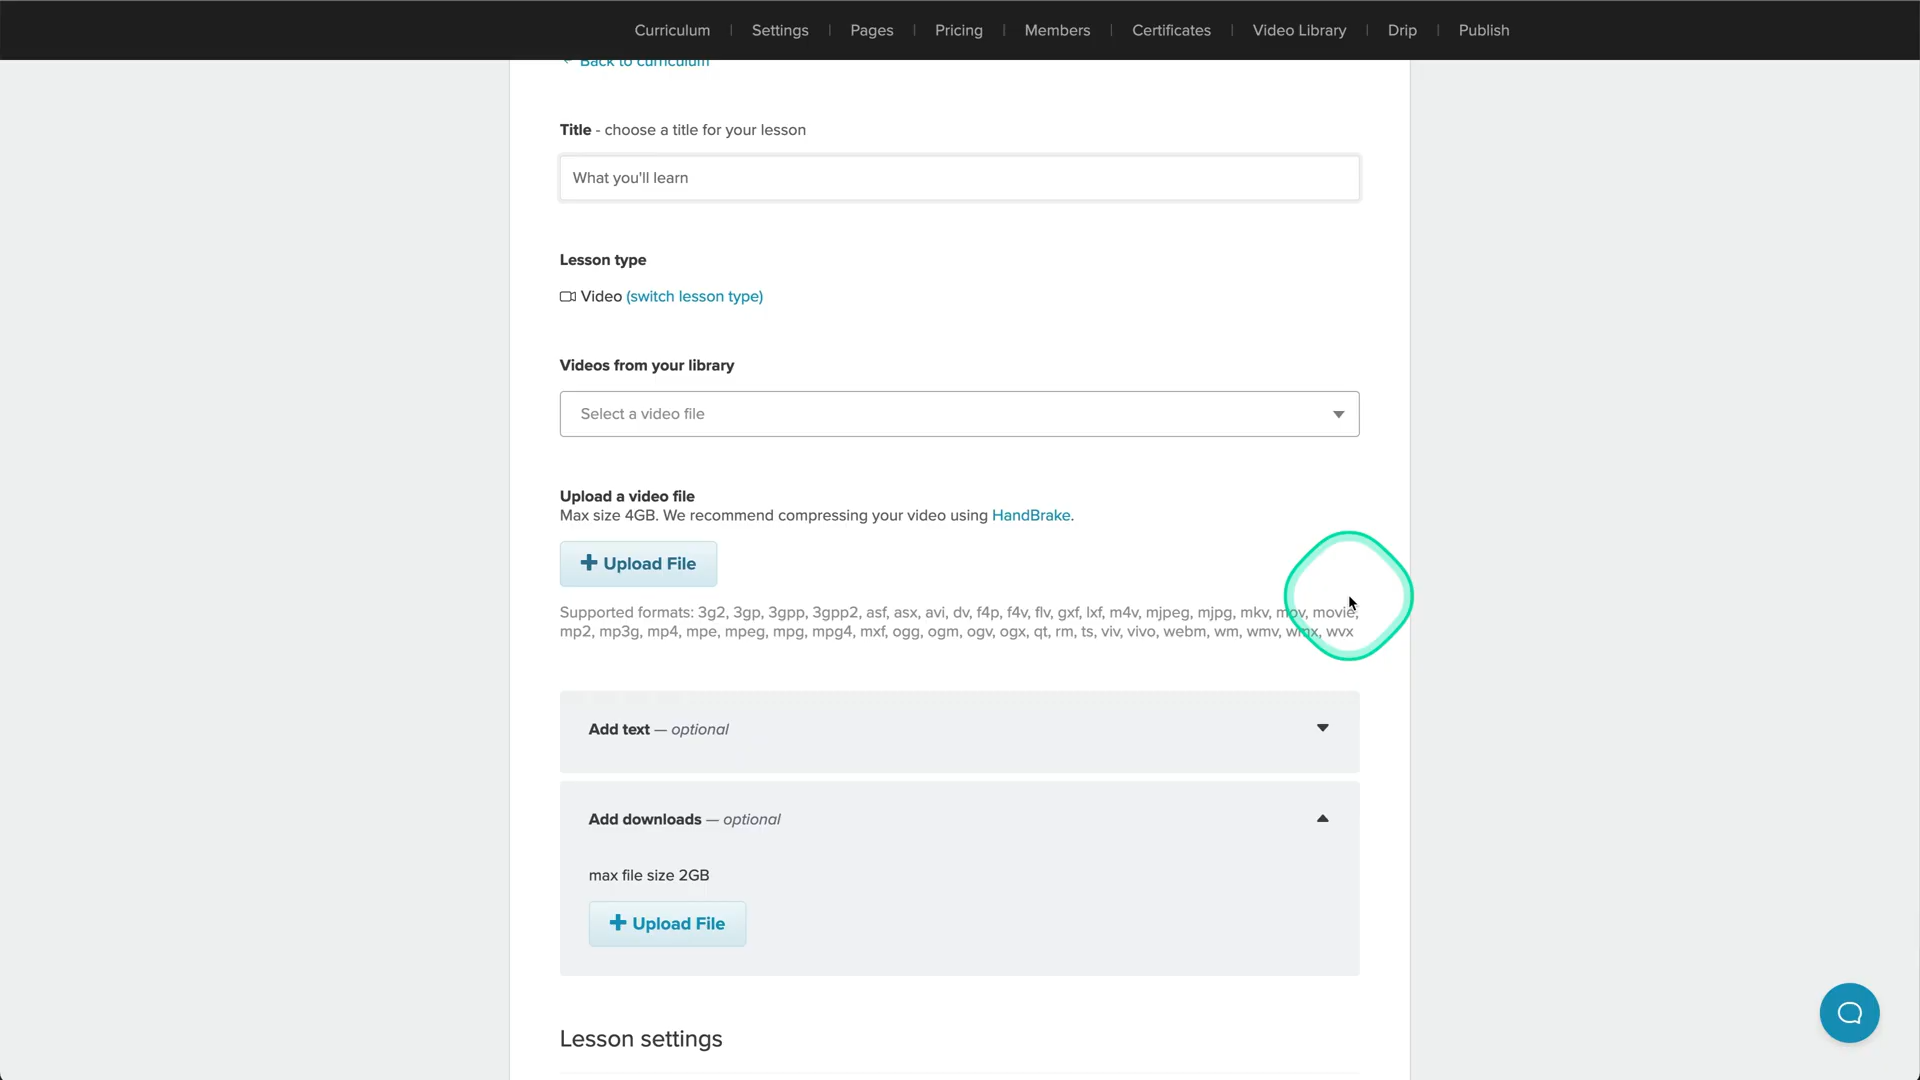 Curriculum | Settings | Pages | Pricing | Members | Certificates | Video Library | Drip | Publish
← Back to curriculum
Title - choose a title for your lesson
What you'll learn
Lesson type
Video (switch lesson type)
Videos from your library
Select a video file
Upload a video file
Max size 4GB. We recommend compressing your video using HandBrake.
+ Upload File
Supported formats: 3g2, 3gp, 3gpp, 3gpp2, asf, asx, avi, dv, f4p, f4v, flv, gxf, lxf, m4v, mjpeg, mjpg, mkv, mov, movie,
mp2, mp3g, mp4, mpe, mpeg, mpg, mpg4, mxf, ogg, ogm, ogv, ogx, qt, rm, ts, viv, vivo, webm, wm, wmv, wmx, wvx
Add text — optional
Add downloads — optional
max file size 2GB
+ Upload File
Lesson settings